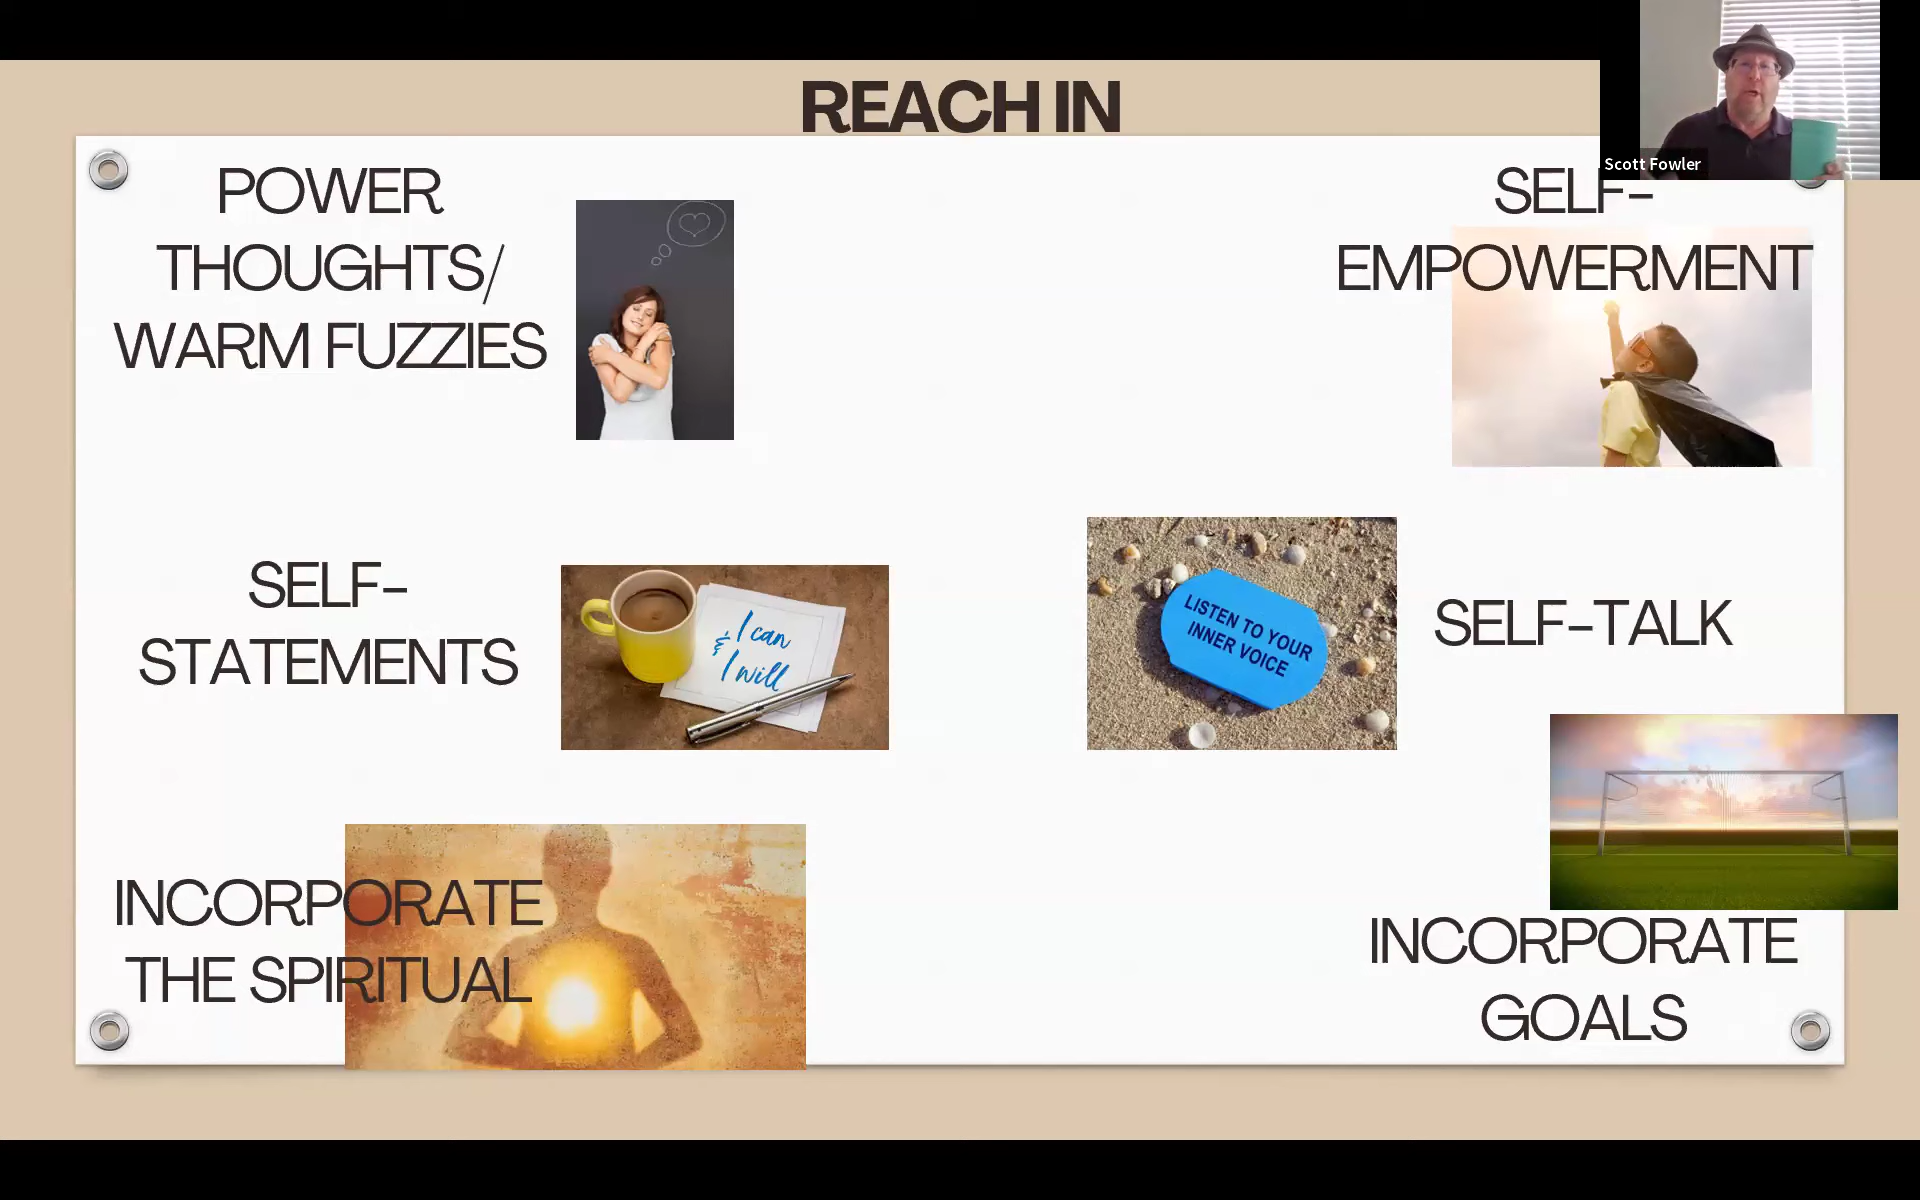 REACH IN
Scott Fowler
POWER
THOUGHTS/
WARM FUZZIES
SELF-
EMPOWERMENT
SELF-
STATEMENTS
I can
& I will
LISTEN TO YOUR
INNER VOICE
SELF-TALK
INCORPORATE
THE SPIRITUAL
INCORPORATE
GOALS